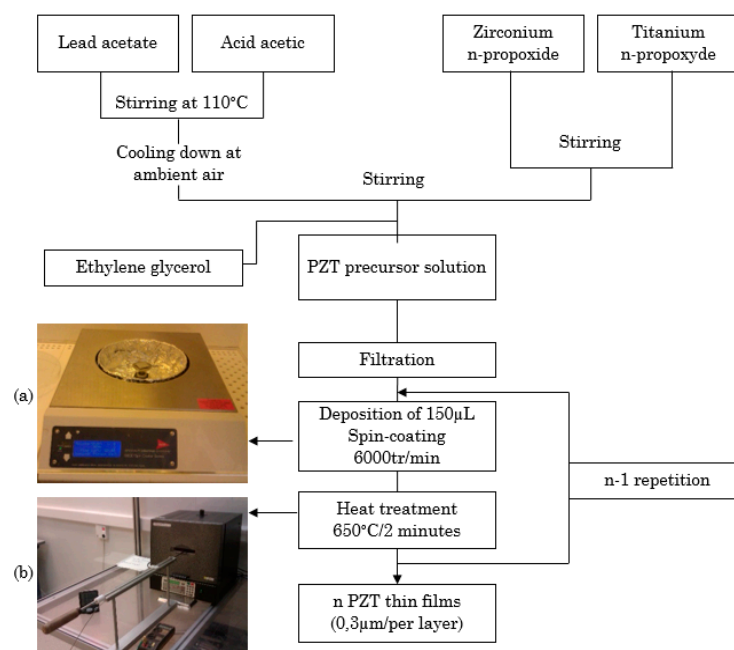 Lead acetate
Acid acetic
Zirconium
n-propoxide
Titanium
n-propoxyde
Stirring at 110°C
Stirring
Cooling down at
ambient air
Stirring
Ethylene glycerol
PZT precursor solution
Filtration
(a)
Deposition of 150µL
Spin-coating
6000tr/min
n-1 repetition
Heat treatment
650°C/2 minutes
(b)
n PZT thin films
(0,3µm/per layer)